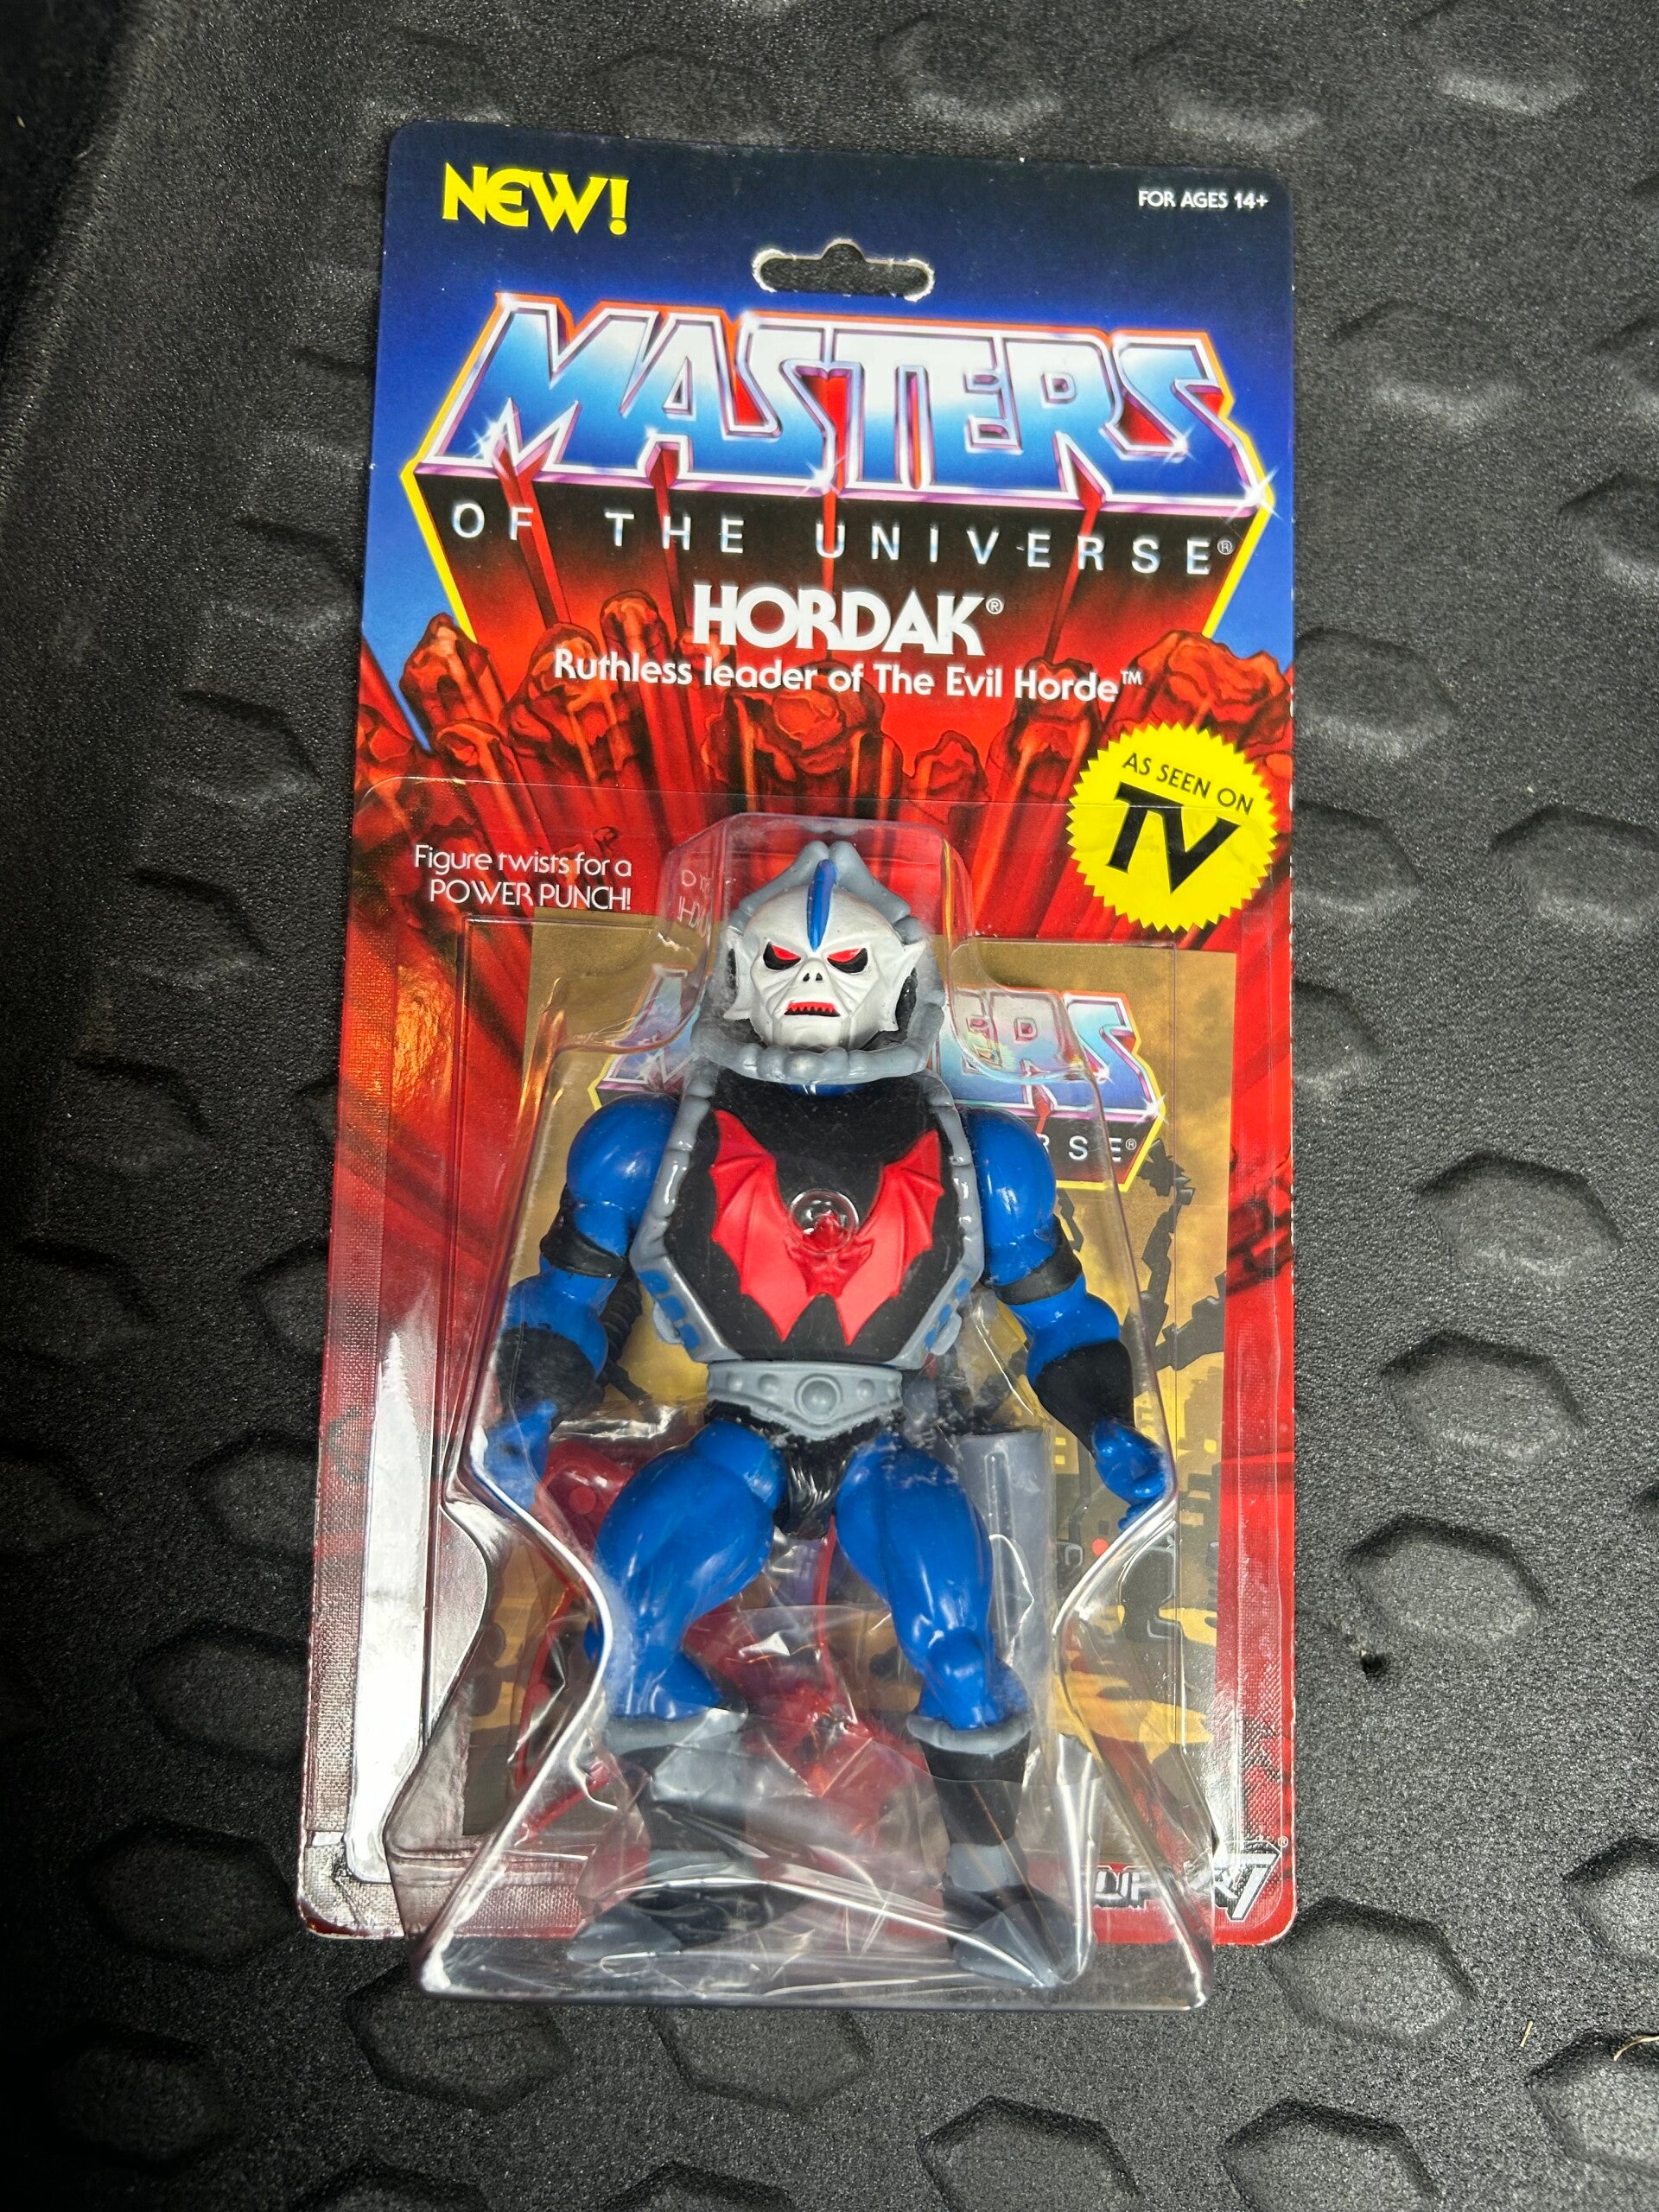 NEW!
FOR AGES 14+
MASTERS
OF THE UNIVERSE®
HORDAK®
Ruthless leader of The Evil Horde™
AS SEEN ON
TV
Figure twists for a
POWER PUNCH!